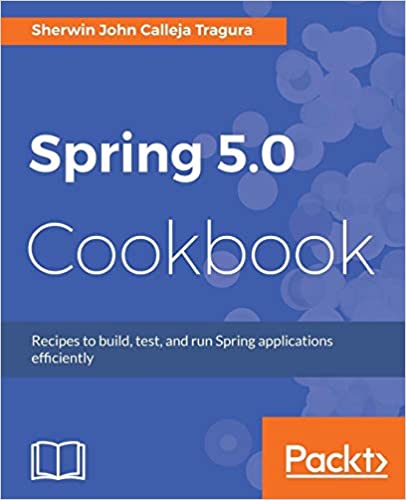 Sherwin John Calleja Tragura
Spring 5.0
Cookbook
Recipes to build, test, and run Spring applications
efficiently
Packt>